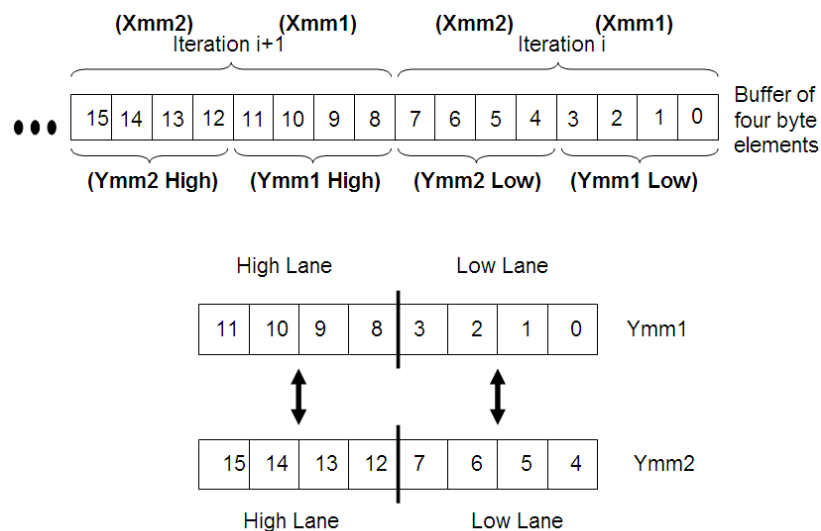 (Xmm2) (Xmm1) (Xmm2) (Xmm1)
Iteration i+1 Iteration i
15 14 13 12 11 10 9 8 7 6 5 4 3 2 1 0
Buffer of
four byte
elements
(Ymm2 High) (Ymm1 High) (Ymm2 Low) (Ymm1 Low)
High Lane Low Lane
11 10 9 8 3 2 1 0 Ymm1
15 14 13 12 7 6 5 4 Ymm2
High Lane Low Lane